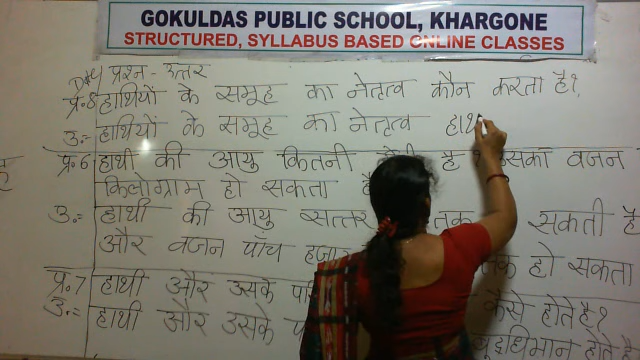 GOKULDAS PUBLIC SCHOOL, KHARGONE
STRUCTURED, SYLLABUS BASED ONLINE CLASSES
प्रश्न - उत्तर
प्र.5 हाथियों के समूह का नेतृत्व कौन करता है?
उ.= हाथियों के समूह का नेतृत्व हाथ
प्र.6 हाथी की आयु कितनी है वजन
किलोग्राम हो सकता है
उ.= हाथी की आयु सत्तर तक सकती है
और वजन पाँच हो सकता
प्र.7 हाथी और उसके कैसे होते है?
उ.= हाथी और उसके बुद्धिमान होते है